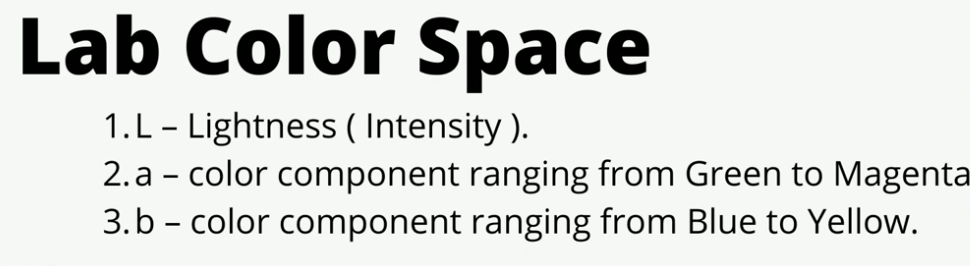 Lab Color Space
1. L – Lightness ( Intensity ).
2. a – color component ranging from Green to Magenta
3. b – color component ranging from Blue to Yellow.